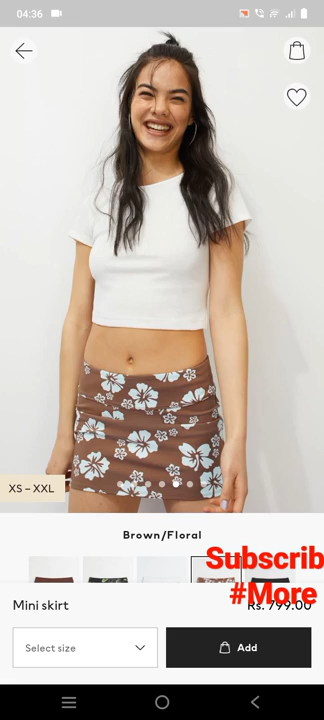 04:36
XS – XXL
Brown/Floral
Subscrib
#More
Mini skirt
Rs. 799.00
Select size
Add